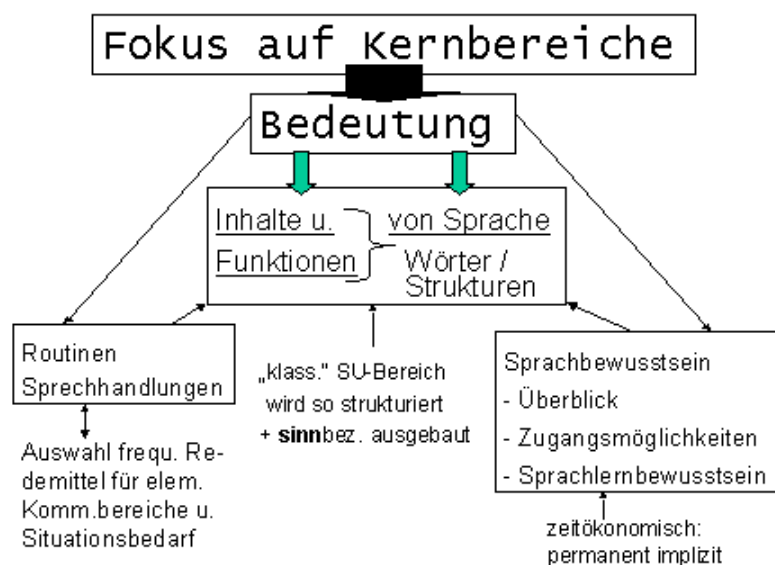 Fokus auf Kernbereiche
Bedeutung
Inhalte u.
Funktionen
von Sprache
Wörter /
Strukturen
Routinen
Sprechhandlungen
„klass.“ SU-Bereich
wird so strukturiert
+ sinnbez. ausgebaut
Sprachbewusstsein
- Überblick
- Zugangsmöglichkeiten
- Sprachlernbewusstsein
Auswahl frequ. Re-
demittel für elem.
Komm.bereiche u.
Situationsbedarf
zeitökonomisch:
permanent implizit